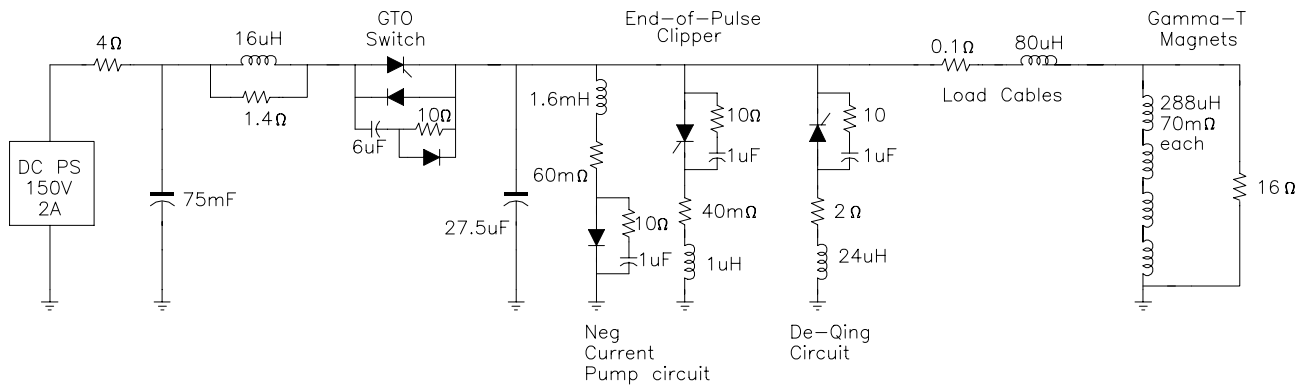 GTO
Switch
End-of-Pulse
Clipper
Gamma-T
Magnets
4Ω
16uH
0.1Ω
80uH
1.4Ω
10Ω
6uF
1.6mH
10Ω
10
Load Cables
288uH
70mΩ
each
DC PS
150V
2A
75mF
27.5uF
60mΩ
1uF
1uF
40mΩ
2Ω
16Ω
10Ω
1uF
1uH
24uH
Neg
Current
Pump circuit
De-Qing
Circuit